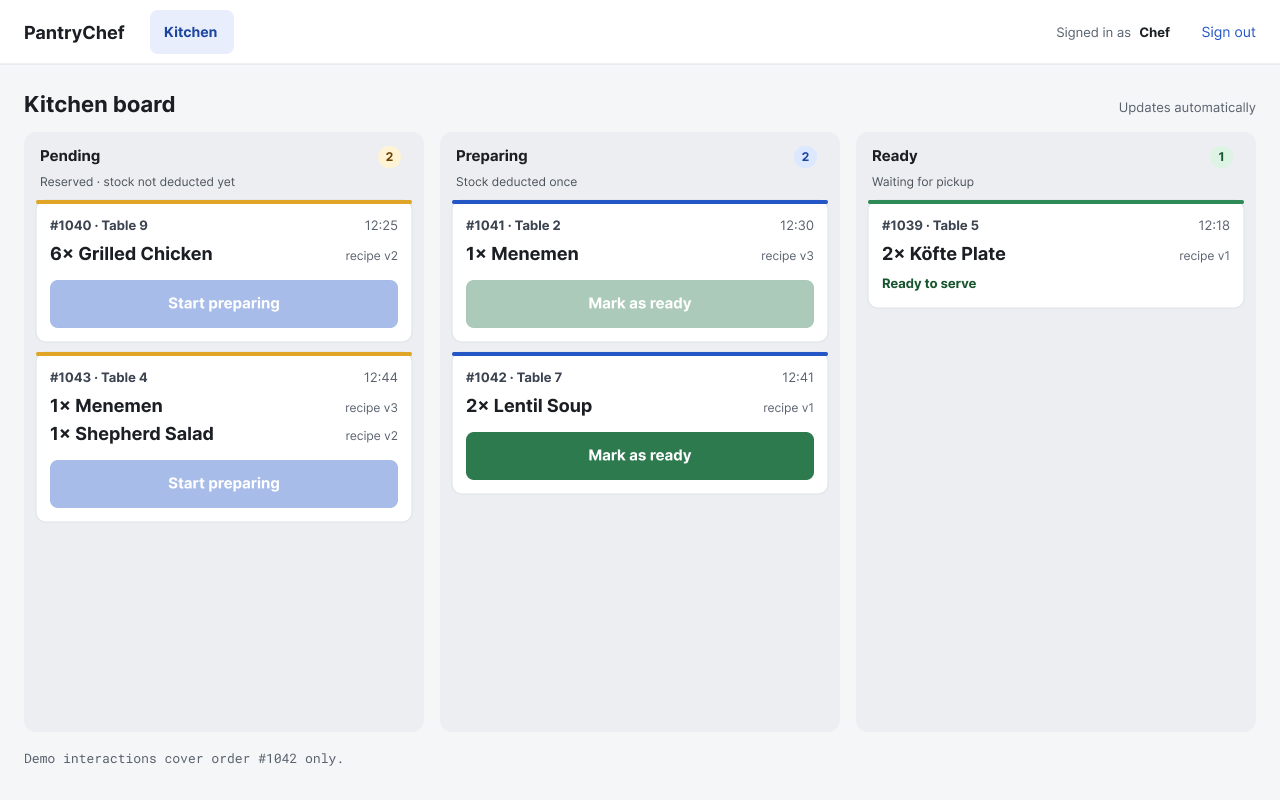 PantryChef
Kitchen
Signed in as Chef
Sign out
Kitchen board
Updates automatically
Pending
2
Reserved · stock not deducted yet
#1040 · Table 9
12:25
6× Grilled Chicken
recipe v2
Start preparing
#1043 · Table 4
12:44
1× Menemen
recipe v3
1× Shepherd Salad
recipe v2
Start preparing
Preparing
2
Stock deducted once
#1041 · Table 2
12:30
1× Menemen
recipe v3
Mark as ready
#1042 · Table 7
12:41
2× Lentil Soup
recipe v1
Mark as ready
Ready
1
Waiting for pickup
#1039 · Table 5
12:18
2× Köfte Plate
recipe v1
Ready to serve
Demo interactions cover order #1042 only.